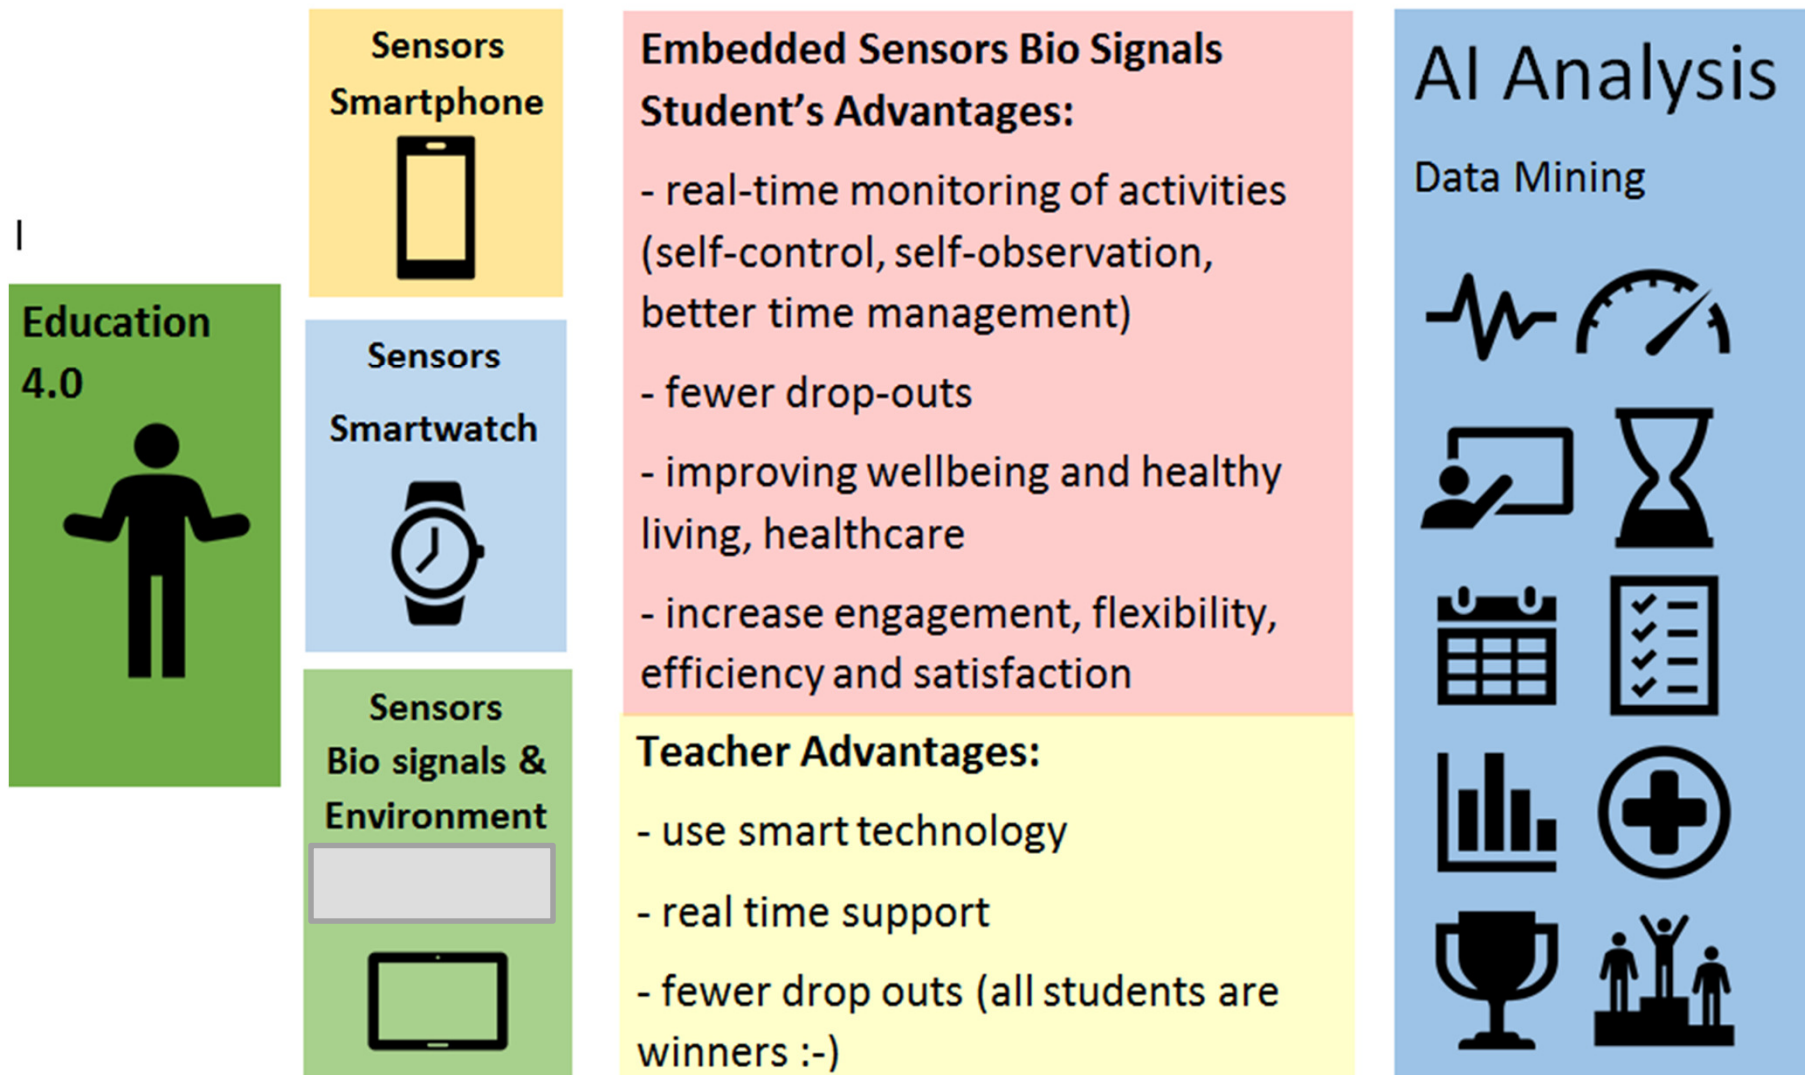 Education
4.0
Sensors
Smartphone
Sensors
Smartwatch
Sensors
Bio signals &
Environment
Embedded Sensors Bio Signals
Student’s Advantages:
- real-time monitoring of activities
(self-control, self-observation,
better time management)
- fewer drop-outs
- improving wellbeing and healthy
living, healthcare
- increase engagement, flexibility,
efficiency and satisfaction
Teacher Advantages:
- use smart technology
- real time support
- fewer drop outs (all students are
winners :-)
AI Analysis
Data Mining